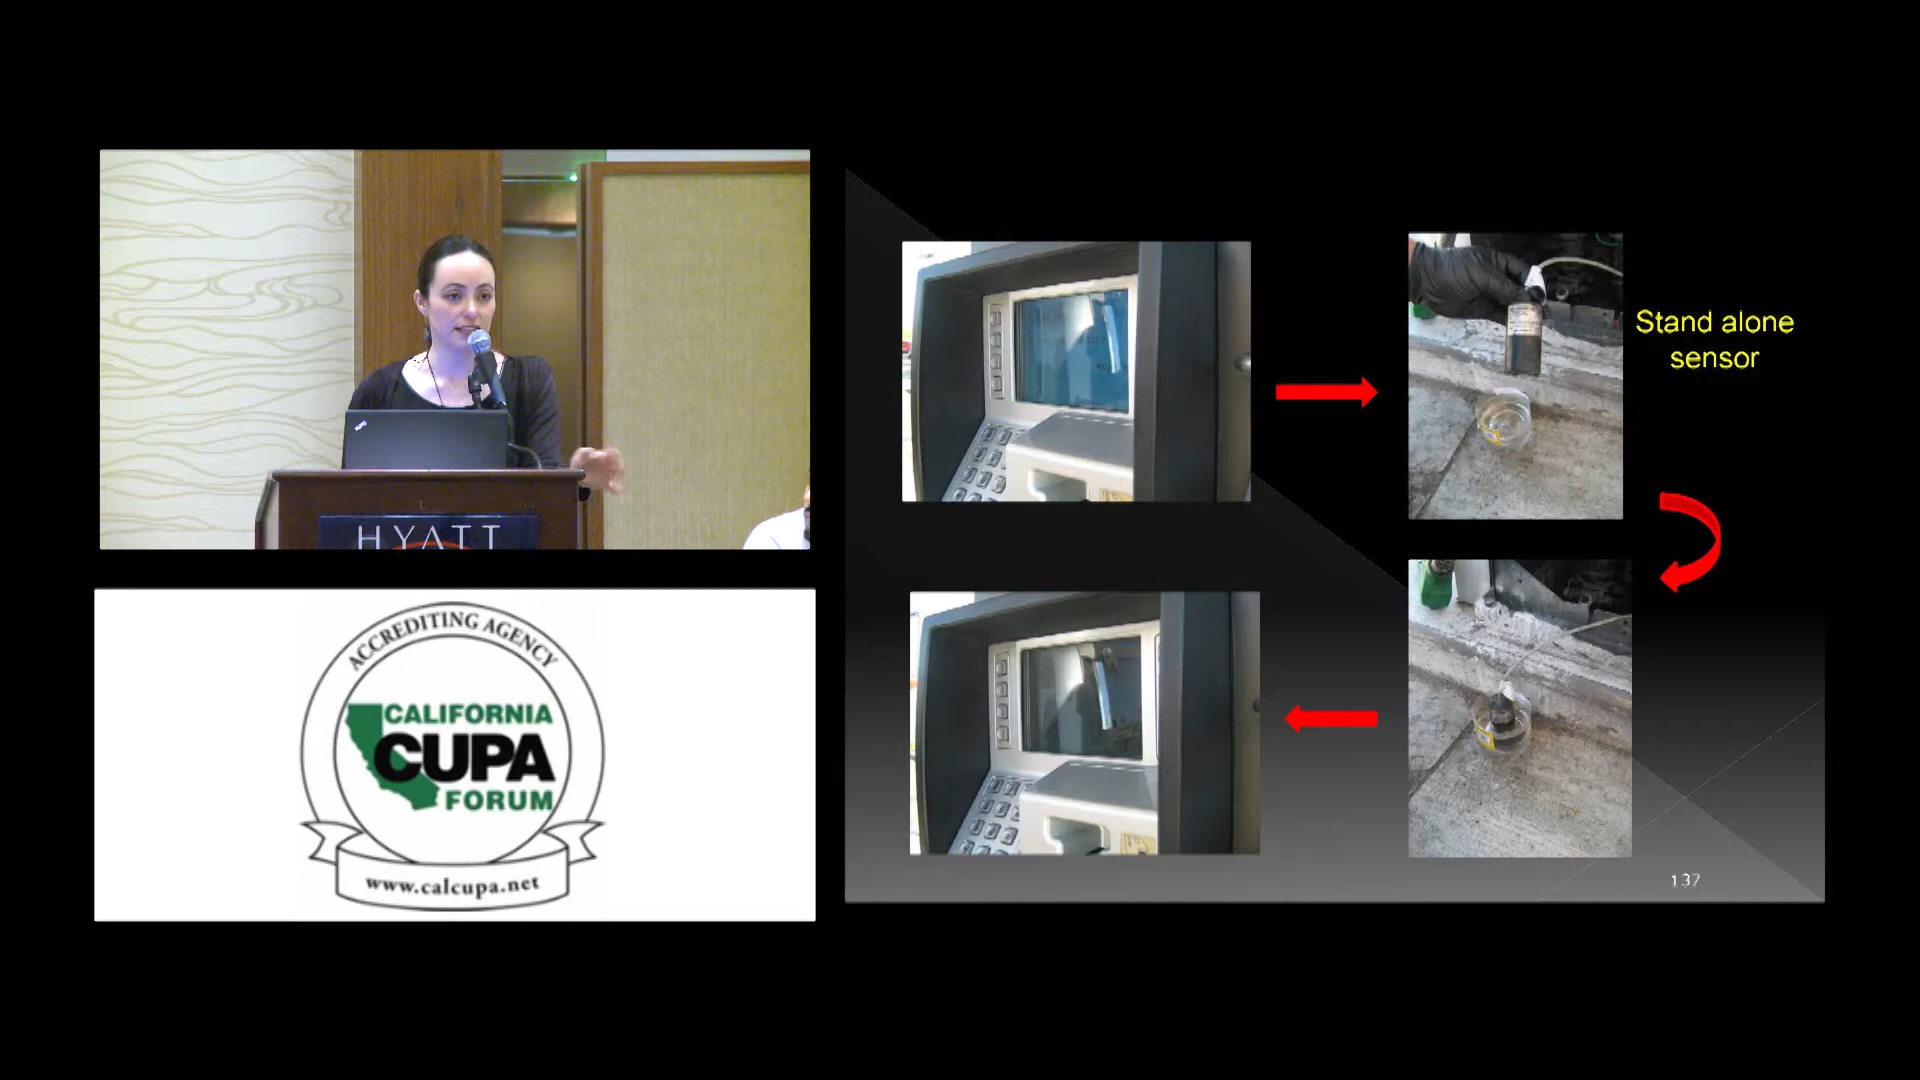 HYATT
ACCREDITING AGENCY
CALIFORNIA
CUPA
FORUM
www.calcupa.net
Stand alone
sensor
137